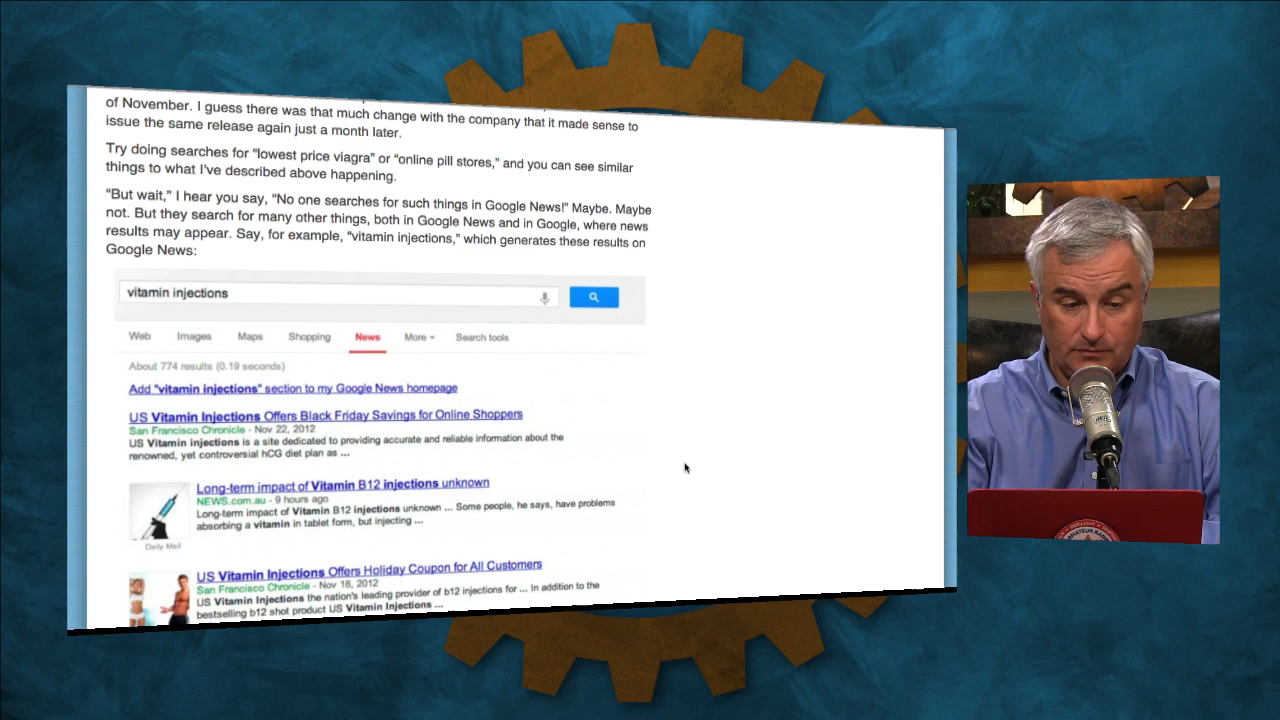 of November. I guess there was that much change with the company that it made sense to
issue the same release again just a month later.
Try doing searches for “lowest price viagra” or “online pill stores,” and you can see similar
things to what I've described above happening.
“But wait,” I hear you say, “No one searches for such things in Google News!” Maybe. Maybe
not. But they search for many other things, both in Google News and in Google, where news
results may appear. Say, for example, “vitamin injections,” which generates these results on
Google News:
vitamin injections
Web Images Maps Shopping News More Search tools
About 774 results (0.19 seconds)
Add "vitamin injections" section to my Google News homepage
US Vitamin Injections Offers Black Friday Savings for Online Shoppers
San Francisco Chronicle - Nov 22, 2012
US Vitamin Injections is a site dedicated to providing accurate and reliable information about the
renowned, yet controversial hCG diet plan as ...
Long-term impact of Vitamin B12 injections unknown
NEWS.com.au - 9 hours ago
Long-term impact of Vitamin B12 injections unknown ... Some people, he says, have problems
absorbing a vitamin in tablet form, but injecting ...
Daily Mail
US Vitamin Injections Offers Holiday Coupon for All Customers
San Francisco Chronicle - Nov 18, 2012
US Vitamin Injections the nation's leading provider of b12 injections for ... In addition to the
bestselling b12 shot product US Vitamin Injections ...